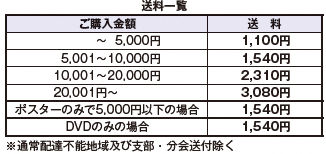 送料一覧
ご購入金額 送　料
～ 5,000円 1,100円
5,001～10,000円 1,540円
10,001～20,000円 2,310円
20,001円～ 3,080円
ポスターのみで5,000円以下の場合 1,540円
DVDのみの場合 1,540円
※通常配達不能地域及び支部・分会送付除く